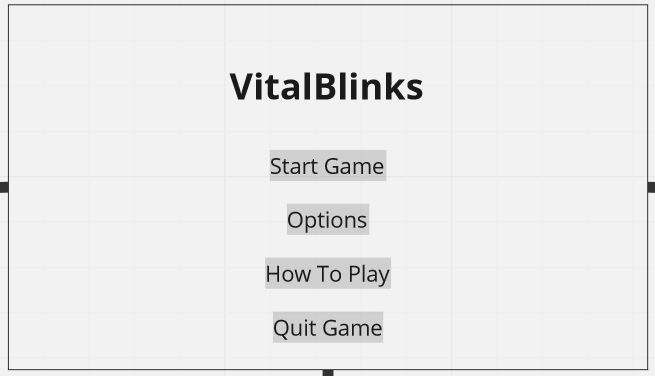 VitalBlinks
Start Game
Options
How To Play
Quit Game